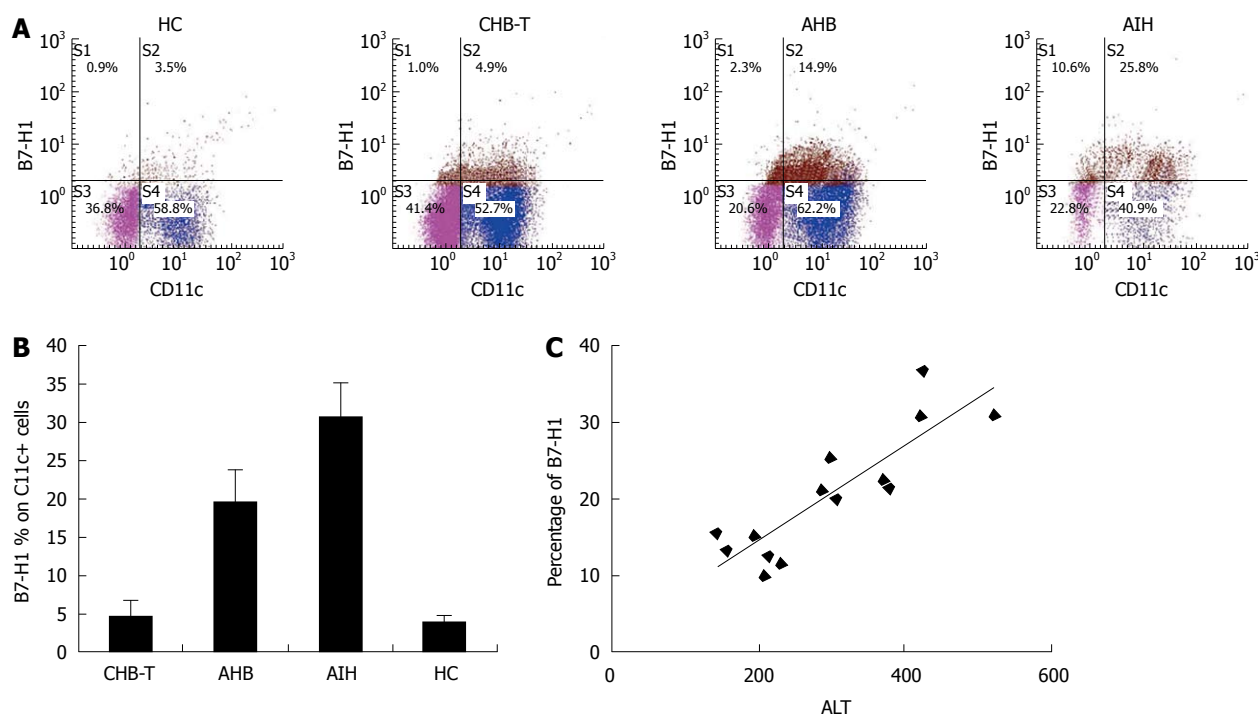 A
HC
CHB-T
AHB
AIH
B7-H1
10³
10²
10¹
10⁰
S1
0.9%
S2
3.5%
S3
36.8%
S4
58.8%
10⁰ 10¹ 10² 10³
CD11c
B7-H1
10³
10²
10¹
10⁰
S1
1.0%
S2
4.9%
S3
41.4%
S4
52.7%
10⁰ 10¹ 10² 10³
CD11c
B7-H1
10³
10²
10¹
10⁰
S1
2.3%
S2
14.9%
S3
20.6%
S4
62.2%
10⁰ 10¹ 10² 10³
CD11c
B7-H1
10³
10²
10¹
10⁰
S1
10.6%
S2
25.8%
S3
22.8%
S4
40.9%
10⁰ 10¹ 10² 10³
CD11c
B
B7-H1 % on C11c+ cells
40
35
30
25
20
15
10
5
0
CHB-T AHB AIH HC
C
Percentage of B7-H1
40
30
20
10
0
0 200 400 600
ALT